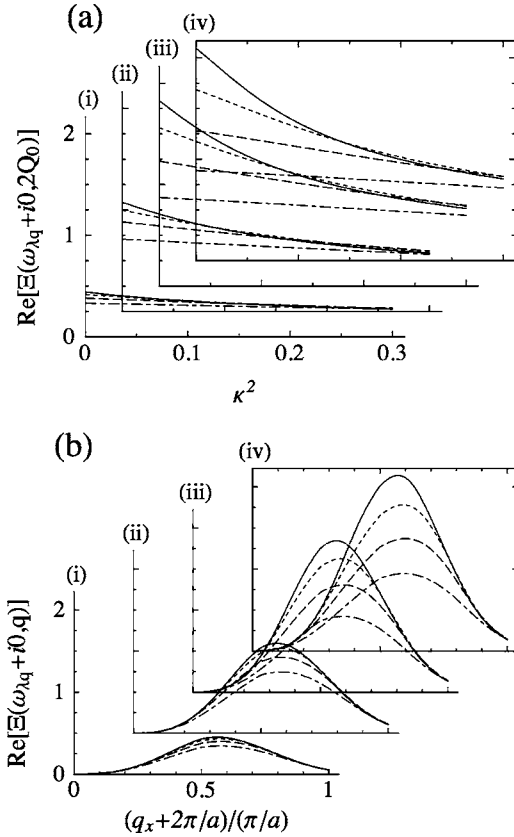 (a)
(iv)
(iii)
(ii)
(i)
2
1
0
Re[Ξ(ω_λq+i0,2Q_0)]
0 0.1 0.2 0.3
κ^2
(b)
(iv)
(iii)
(ii)
(i)
2
1
0
Re[Ξ(ω_λq+i0,q)]
0 0.5 1
(q_x+2π/a)/(π/a)